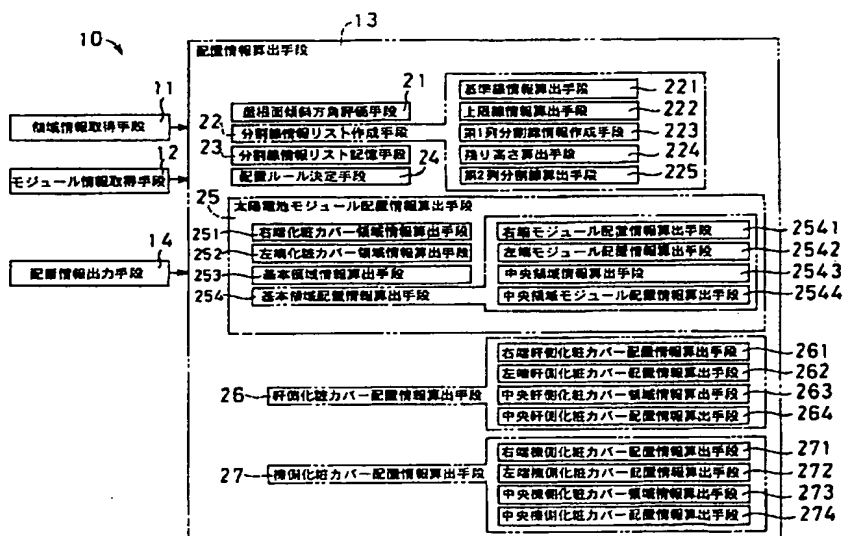 10
13
配置情報算出手段
11
領域情報取得手段
12
モジュール情報取得手段
14
配置情報出力手段
21
屋根面傾斜方角評価手段
22
分割線情報リスト作成手段
23
分割線情報リスト記憶手段
24
配置ルール決定手段
基準線情報算出手段
221
上限線情報算出手段
222
第1列分割線情報作成手段
223
残り高さ算出手段
224
第2列分割線算出手段
225
25
太陽電池モジュール配置情報算出手段
251
右端化粧カバー領域情報算出手段
252
左端化粧カバー領域情報算出手段
253
基本領域情報算出手段
254
基本領域配置情報算出手段
右端モジュール配置情報算出手段
2541
左端モジュール配置情報算出手段
2542
中央領域情報算出手段
2543
中央領域モジュール配置情報算出手段
2544
26
軒側化粧カバー配置情報算出手段
右端軒側化粧カバー配置情報算出手段
261
左端軒側化粧カバー配置情報算出手段
262
中央軒側化粧カバー領域情報算出手段
263
中央軒側化粧カバー配置情報算出手段
264
27
棟側化粧カバー配置情報算出手段
右端棟側化粧カバー配置情報算出手段
271
左端棟側化粧カバー配置情報算出手段
272
中央棟側化粧カバー領域情報算出手段
273
中央棟側化粧カバー配置情報算出手段
274